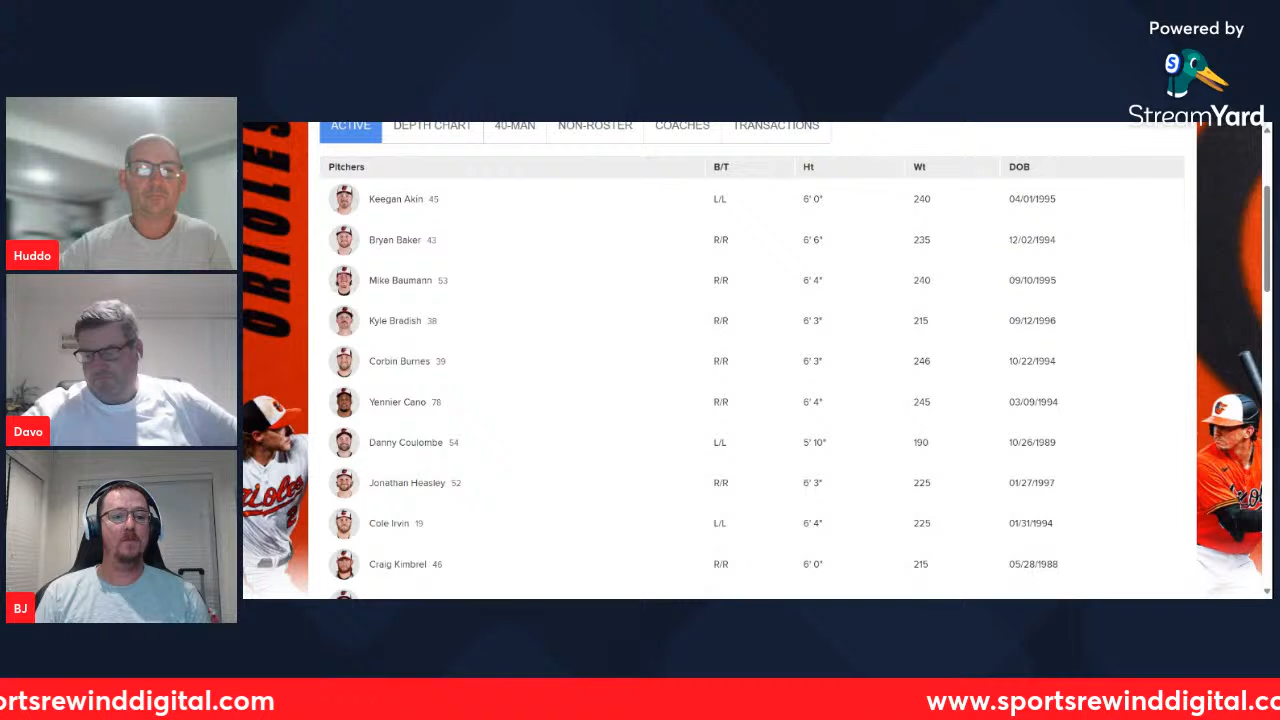 Powered by
StreamYard
ACTIVE DEPTH CHART 40-MAN NON-ROSTER COACHES TRANSACTIONS
Pitchers B/T Ht Wt DOB
Keegan Akin 45 L/L 6' 0" 240 04/01/1995
Bryan Baker 43 R/R 6' 6" 235 12/02/1994
Mike Baumann 53 R/R 6' 4" 240 09/10/1995
Kyle Bradish 38 R/R 6' 3" 215 09/12/1996
Corbin Burnes 39 R/R 6' 3" 246 10/22/1994
Yennier Cano 78 R/R 6' 4" 245 03/09/1994
Danny Coulombe 54 L/L 5' 10" 190 10/26/1989
Jonathan Heasley 52 R/R 6' 3" 225 01/27/1997
Cole Irvin 19 L/L 6' 4" 225 01/31/1994
Craig Kimbrel 46 R/R 6' 0" 215 05/28/1988
ORIOLES
Huddo
Davo
BJ
ortsrewinddigital.com www.sportsrewinddigital.co